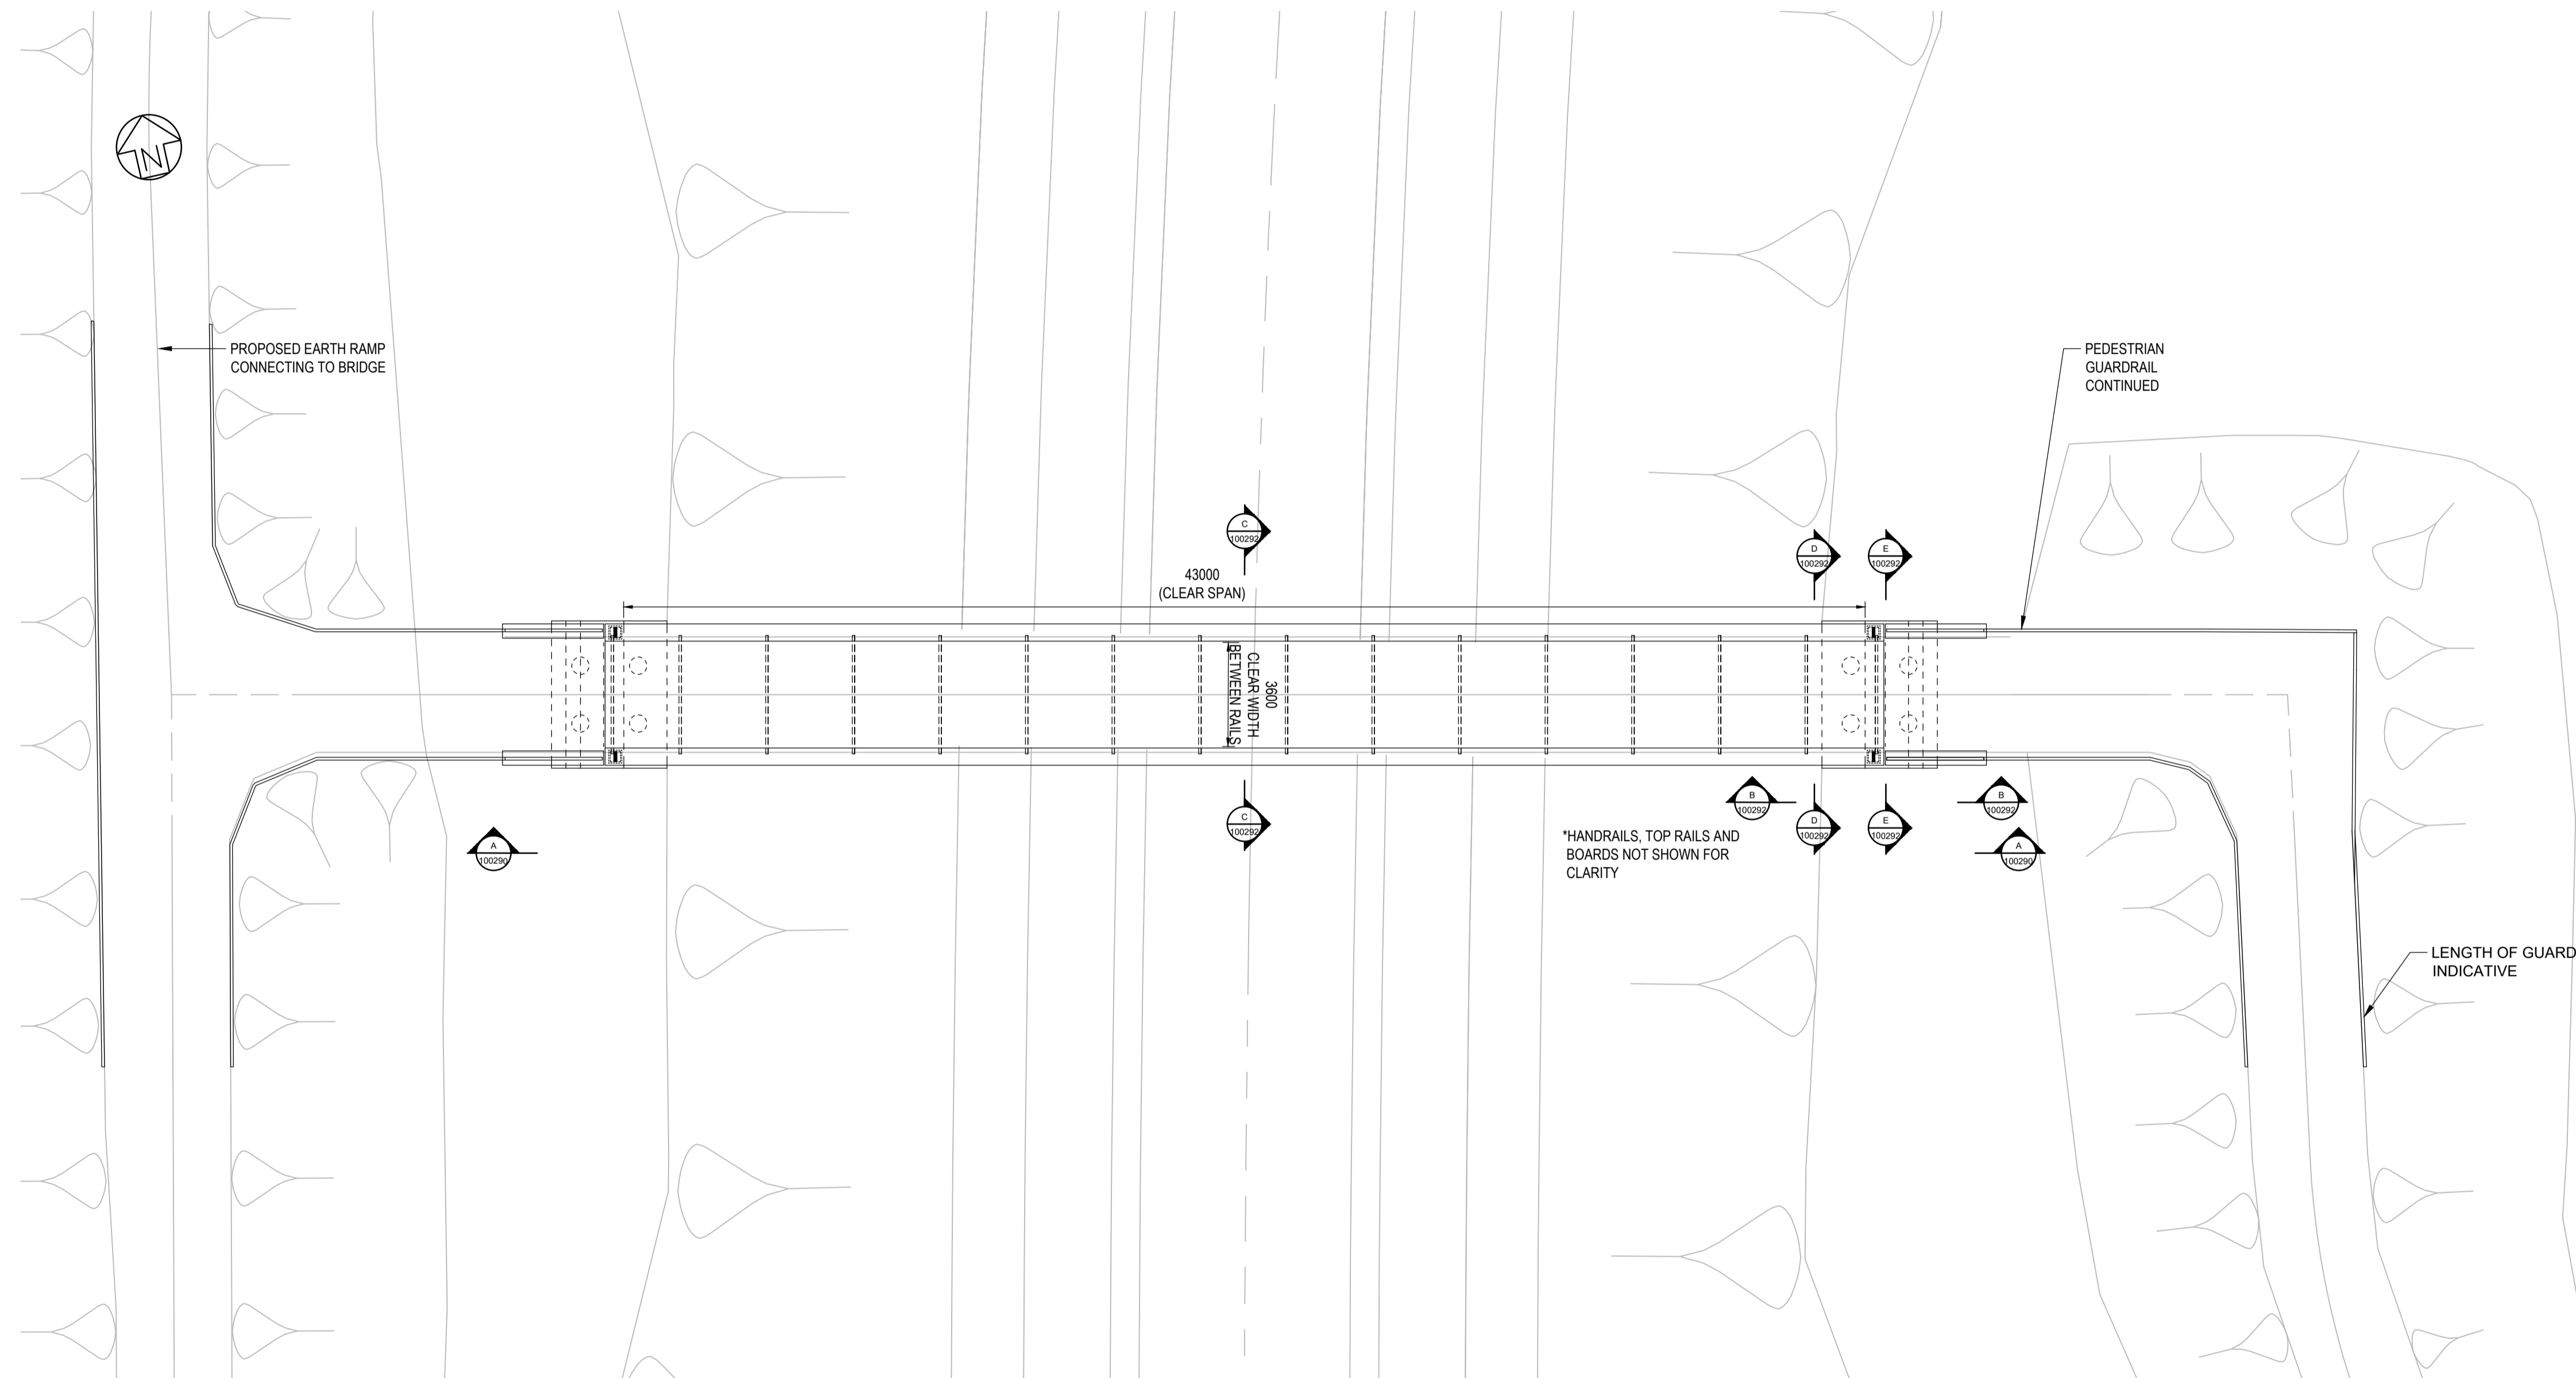 N
PROPOSED EARTH RAMP
CONNECTING TO BRIDGE
PEDESTRIAN
GUARDRAIL
CONTINUED
C
100292
D
100292
E
100292
43000
(CLEAR SPAN)
3600
CLEAR WIDTH
BETWEEN RAILS
B
100292
B
100292
C
100292
D
100292
E
100292
*HANDRAILS, TOP RAILS AND
BOARDS NOT SHOWN FOR
CLARITY
A
100290
A
100290
LENGTH OF GUARD
INDICATIVE